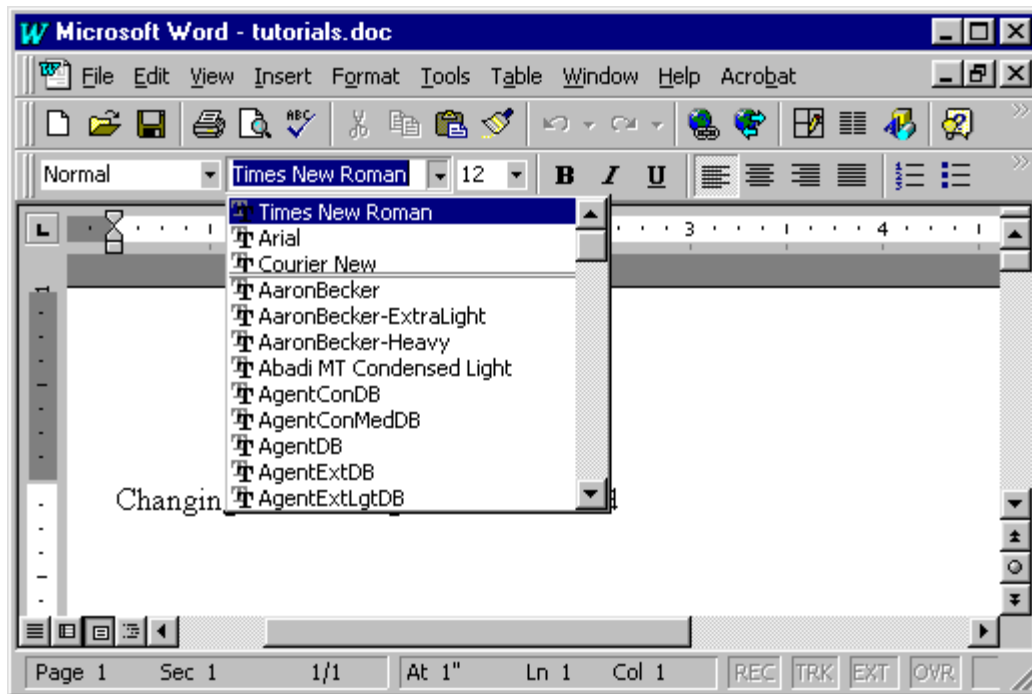 Microsoft Word - tutorials.doc
File Edit View Insert Format Tools Table Window Help Acrobat
ABC
Normal Times New Roman 12 B I U
Times New Roman
Arial
Courier New
AaronBecker
AaronBecker-ExtraLight
AaronBecker-Heavy
Abadi MT Condensed Light
AgentConDB
AgentConMedDB
AgentDB
AgentExtDB
AgentExtLgtDB
3 4
1
Page 1 Sec 1 1/1 At 1" Ln 1 Col 1 REC TRK EXT OVR